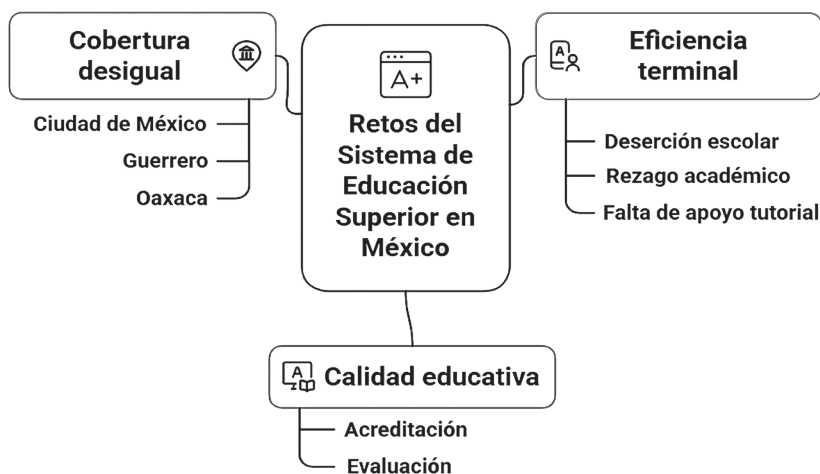 Cobertura
desigual
Ciudad de México
Guerrero
Oaxaca
A+
Retos del
Sistema de
Educación
Superior en
México
A
Eficiencia
terminal
Deserción escolar
Rezago académico
Falta de apoyo tutorial
A
Calidad educativa
Acreditación
Evaluación